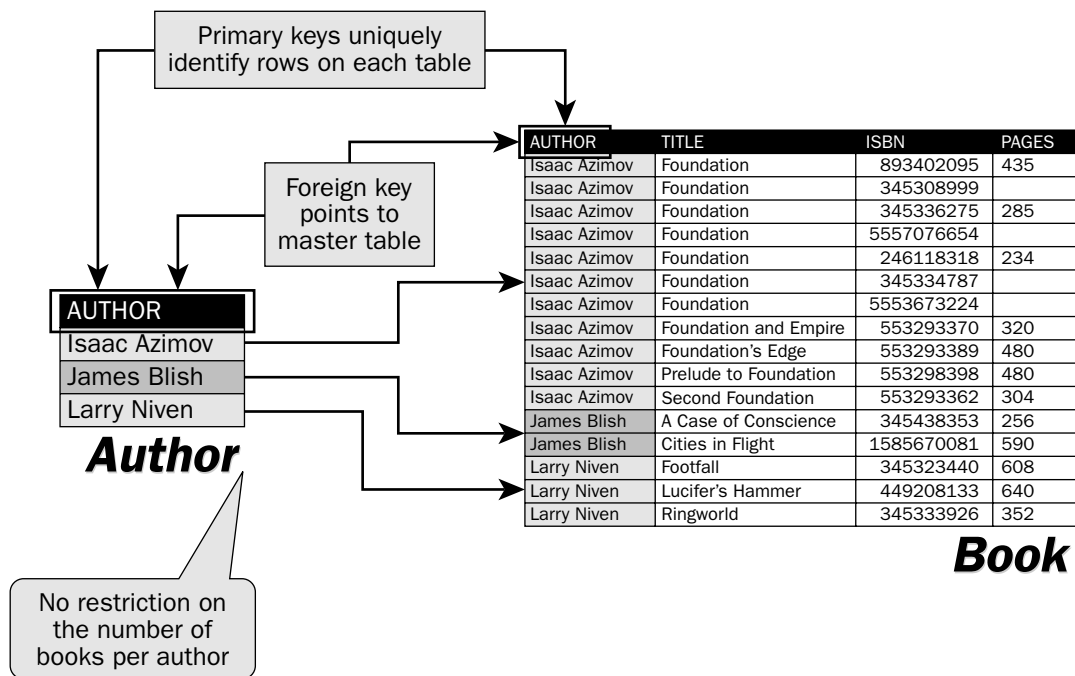 Primary keys uniquely
identify rows on each table
Foreign key
points to
master table
AUTHOR
Isaac Azimov
James Blish
Larry Niven
Author
No restriction on
the number of
books per author
AUTHOR TITLE ISBN PAGES
Isaac Azimov Foundation 893402095 435
Isaac Azimov Foundation 345308999
Isaac Azimov Foundation 345336275 285
Isaac Azimov Foundation 5557076654
Isaac Azimov Foundation 246118318 234
Isaac Azimov Foundation 345334787
Isaac Azimov Foundation 5553673224
Isaac Azimov Foundation and Empire 553293370 320
Isaac Azimov Foundation's Edge 553293389 480
Isaac Azimov Prelude to Foundation 553298398 480
Isaac Azimov Second Foundation 553293362 304
James Blish A Case of Conscience 345438353 256
James Blish Cities in Flight 1585670081 590
Larry Niven Footfall 345323440 608
Larry Niven Lucifer's Hammer 449208133 640
Larry Niven Ringworld 345333926 352
Book